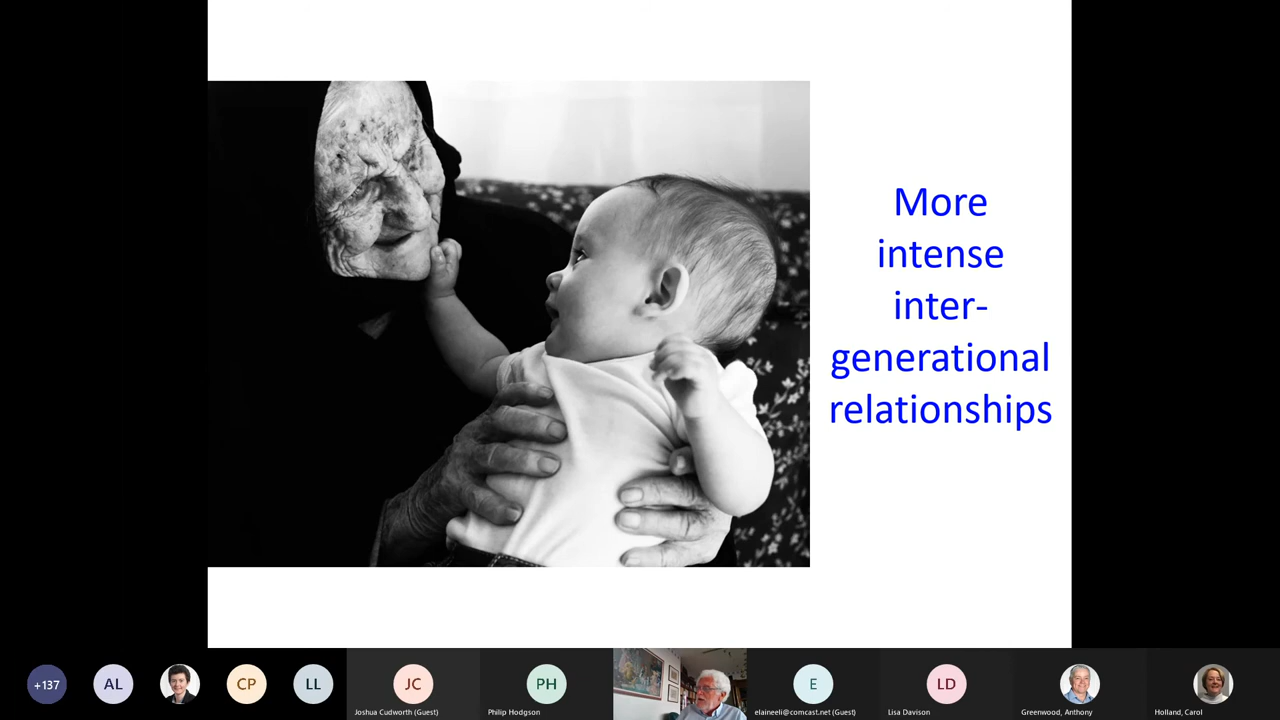 More
intense
inter-
generational
relationships
+137
AL
CP
LL
JC
Joshua Cudworth (Guest)
PH
Philip Hodgson
E
elaineeli@comcast.net (Guest)
LD
Lisa Davison
Greenwood, Anthony
Holland, Carol